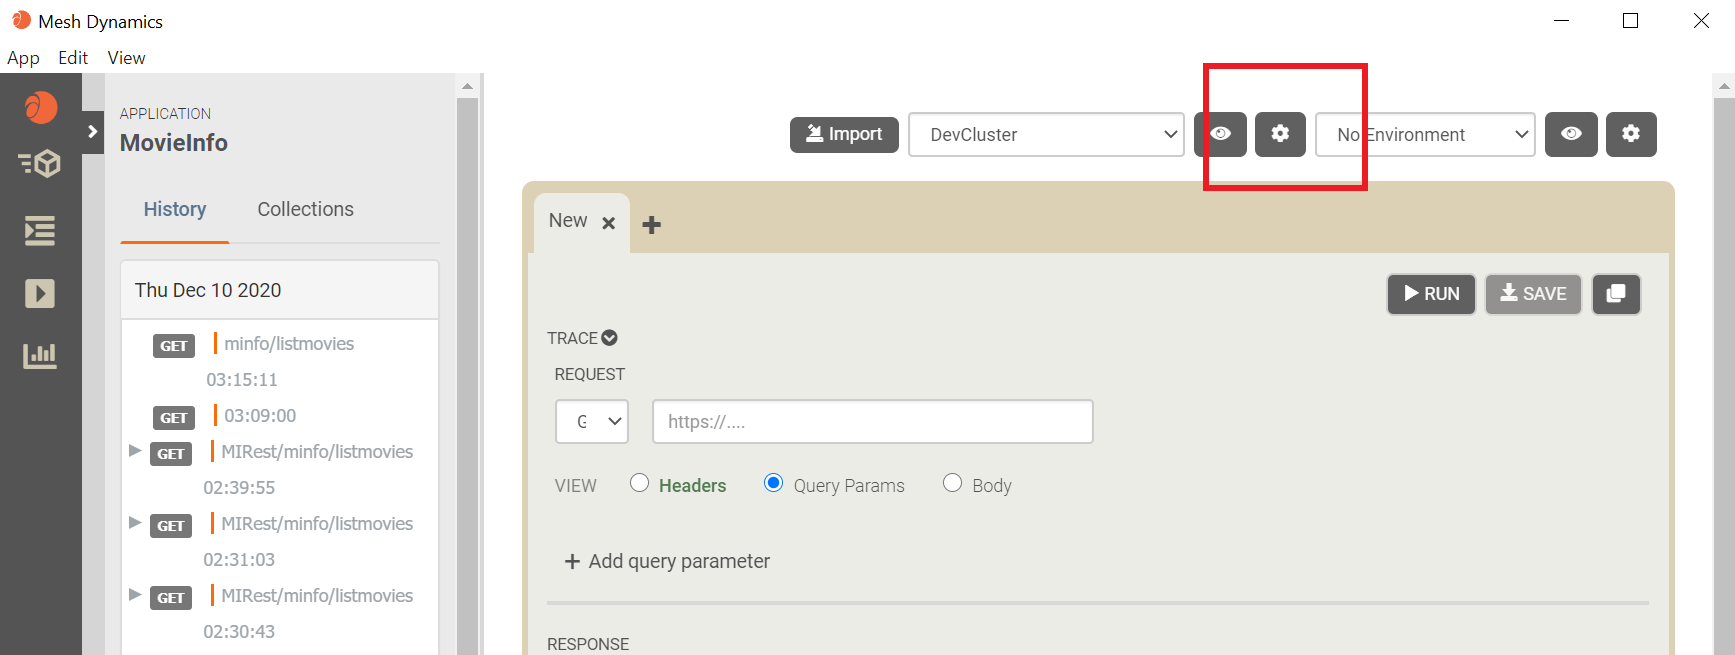 Mesh Dynamics
App Edit View
APPLICATION
MovieInfo
History Collections
Thu Dec 10 2020
GET minfo/listmovies
03:15:11
GET 03:09:00
GET MIRest/minfo/listmovies
02:39:55
GET MIRest/minfo/listmovies
02:31:03
GET MIRest/minfo/listmovies
02:30:43
Import DevCluster No Environment
New
RUN SAVE
TRACE
REQUEST
G https://....
VIEW Headers Query Params Body
+ Add query parameter
RESPONSE